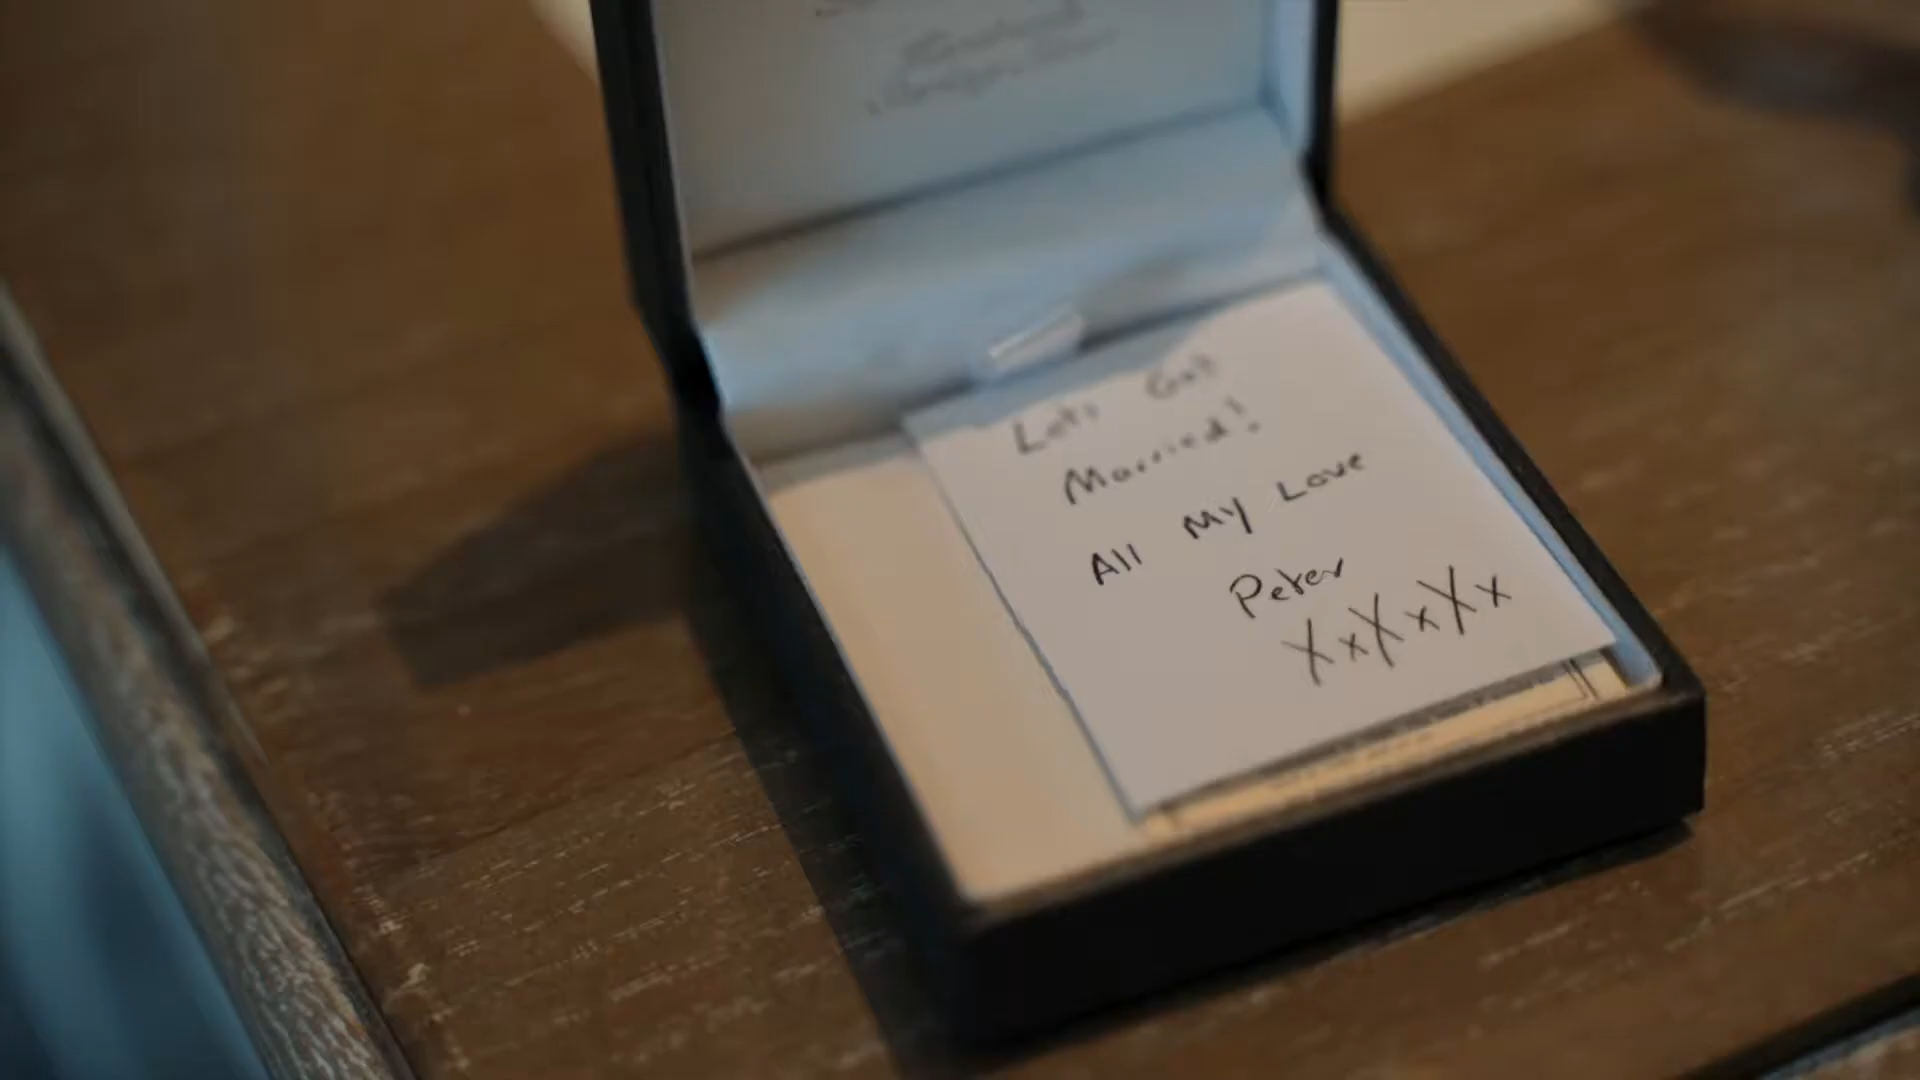 Lets Get
Married!
All My Love
Peter
XxXxXx